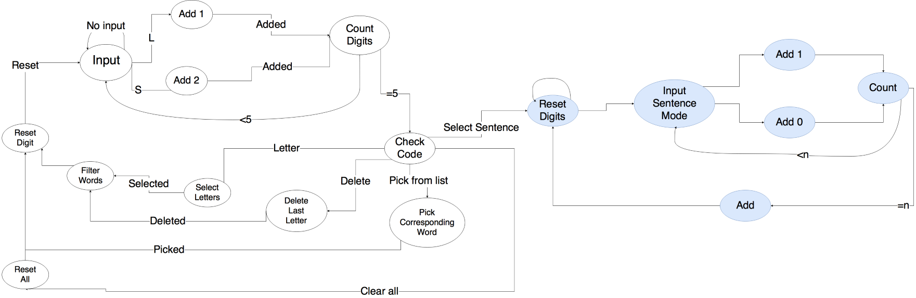 No input
Input
L
S
Add 1
Added
Add 2
Added
Count
Digits
<5
=5
Reset
Reset
Digit
Filter
Words
Selected
Select
Letters
Letter
Check
Code
Delete
Delete
Last
Letter
Deleted
Pick from list
Pick
Corresponding
Word
Picked
Reset
All
Clear all
Select Sentence
Reset
Digits
Input
Sentence
Mode
Add 1
Add 0
Count
<n
=n
Add